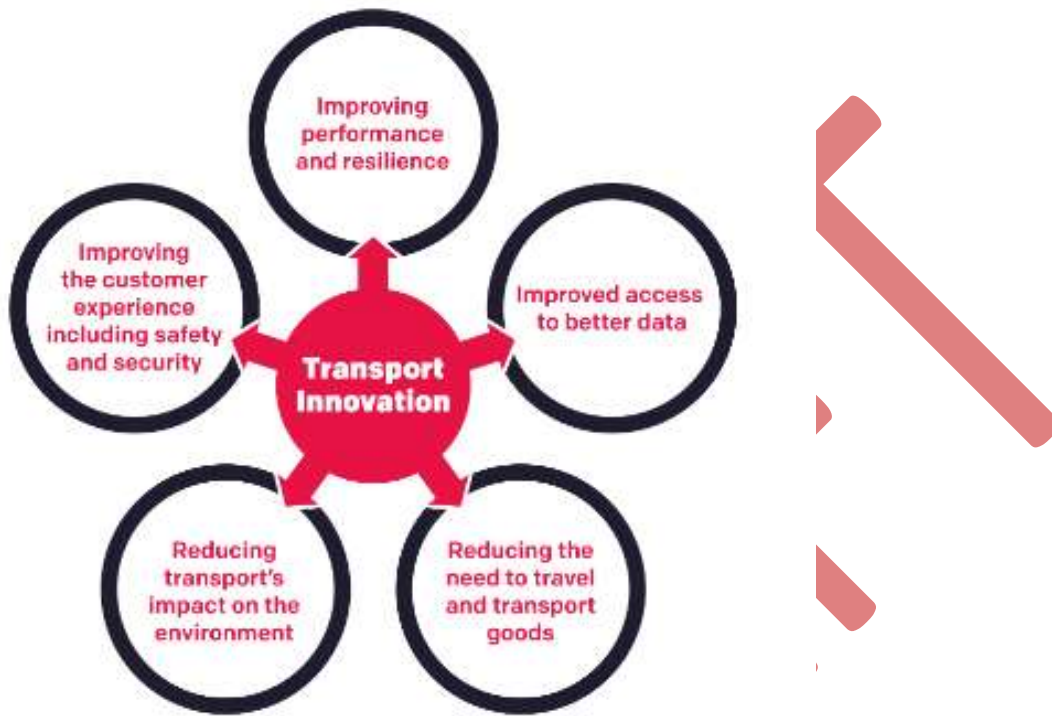 Improving
performance
and resilience
Improving
the customer
experience
including safety
and security
Improved access
to better data
Transport
Innovation
Reducing
transport's
impact on the
environment
Reducing the
need to travel
and transport
goods